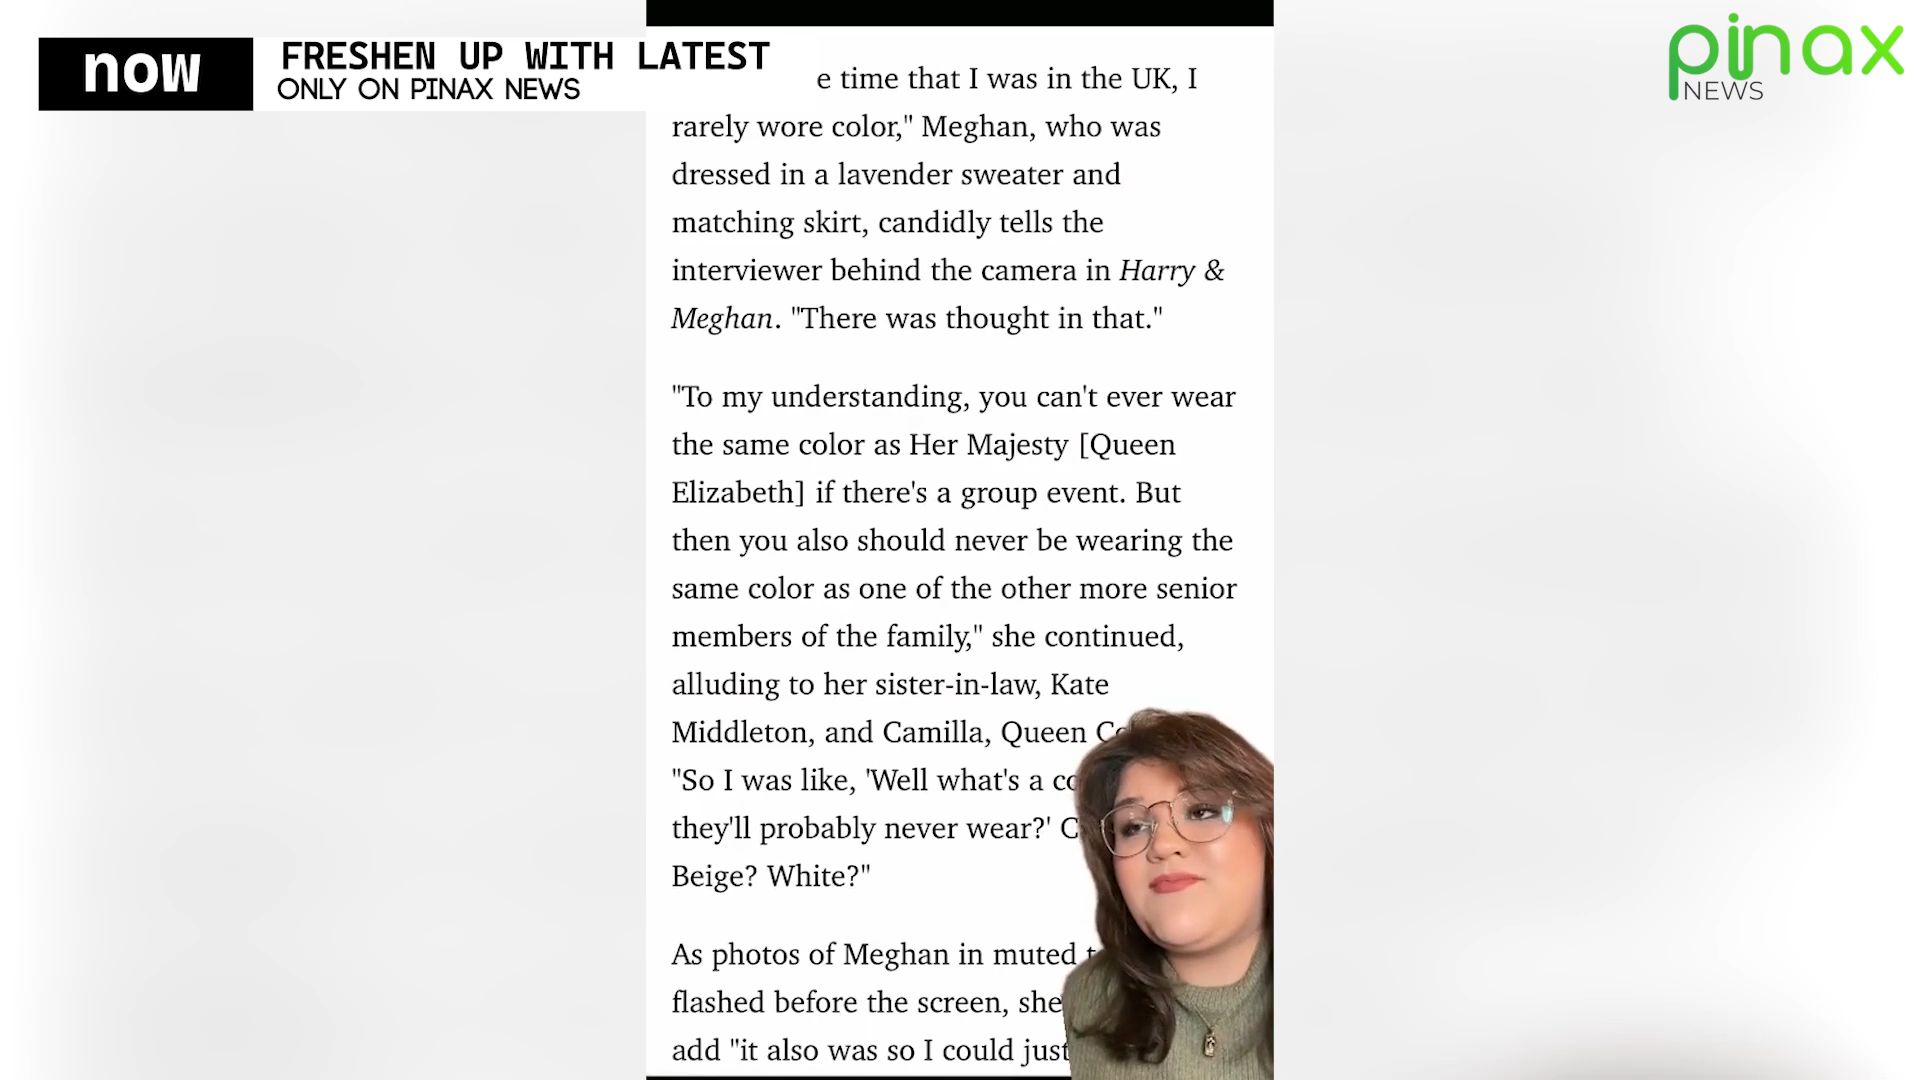 now
FRESHEN UP WITH LATEST
ONLY ON PINAX NEWS
pinax
NEWS
e time that I was in the UK, I
rarely wore color," Meghan, who was
dressed in a lavender sweater and
matching skirt, candidly tells the
interviewer behind the camera in Harry &
Meghan. "There was thought in that."
"To my understanding, you can't ever wear
the same color as Her Majesty [Queen
Elizabeth] if there's a group event. But
then you also should never be wearing the
same color as one of the other more senior
members of the family," she continued,
alluding to her sister-in-law, Kate
Middleton, and Camilla, Queen
"So I was like, 'Well what's a
they'll probably never wear?'
Beige? White?"
As photos of Meghan in muted
flashed before the screen, she
add "it also was so I could just